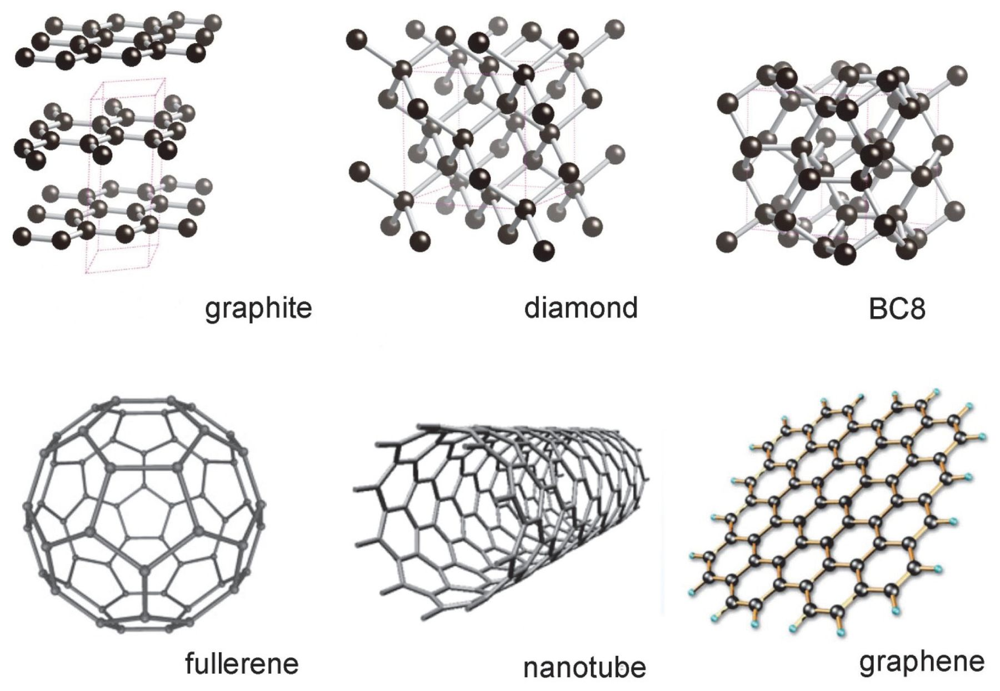 graphite
diamond
BC8
fullerene
nanotube
graphene